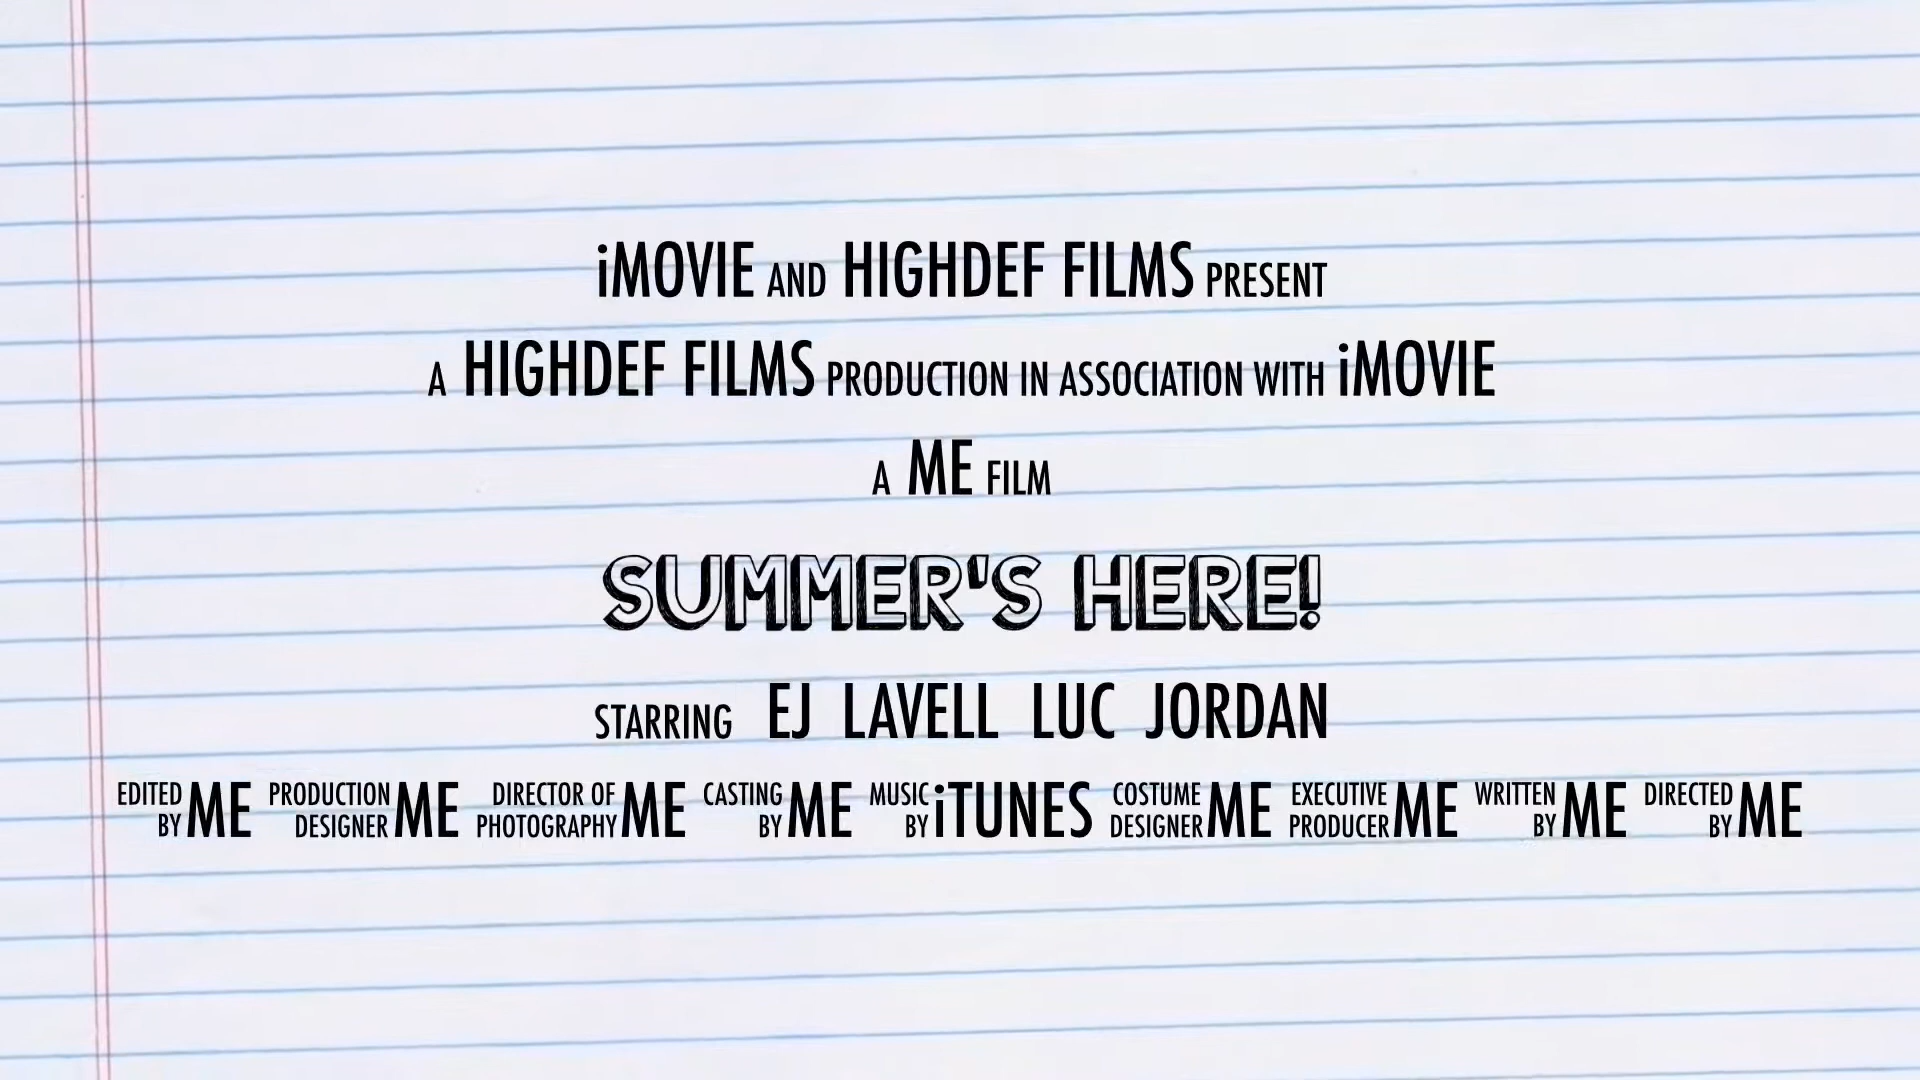 iMOVIE AND HIGHDEF FILMS PRESENT
A HIGHDEF FILMS PRODUCTION IN ASSOCIATION WITH iMOVIE
A ME FILM
SUMMER'S HERE!
STARRING EJ LAVELL LUC JORDAN
EDITED BY ME PRODUCTION DESIGNER ME DIRECTOR OF PHOTOGRAPHY ME CASTING BY ME MUSIC BY iTUNES COSTUME DESIGNER ME EXECUTIVE PRODUCER ME WRITTEN BY ME DIRECTED BY ME